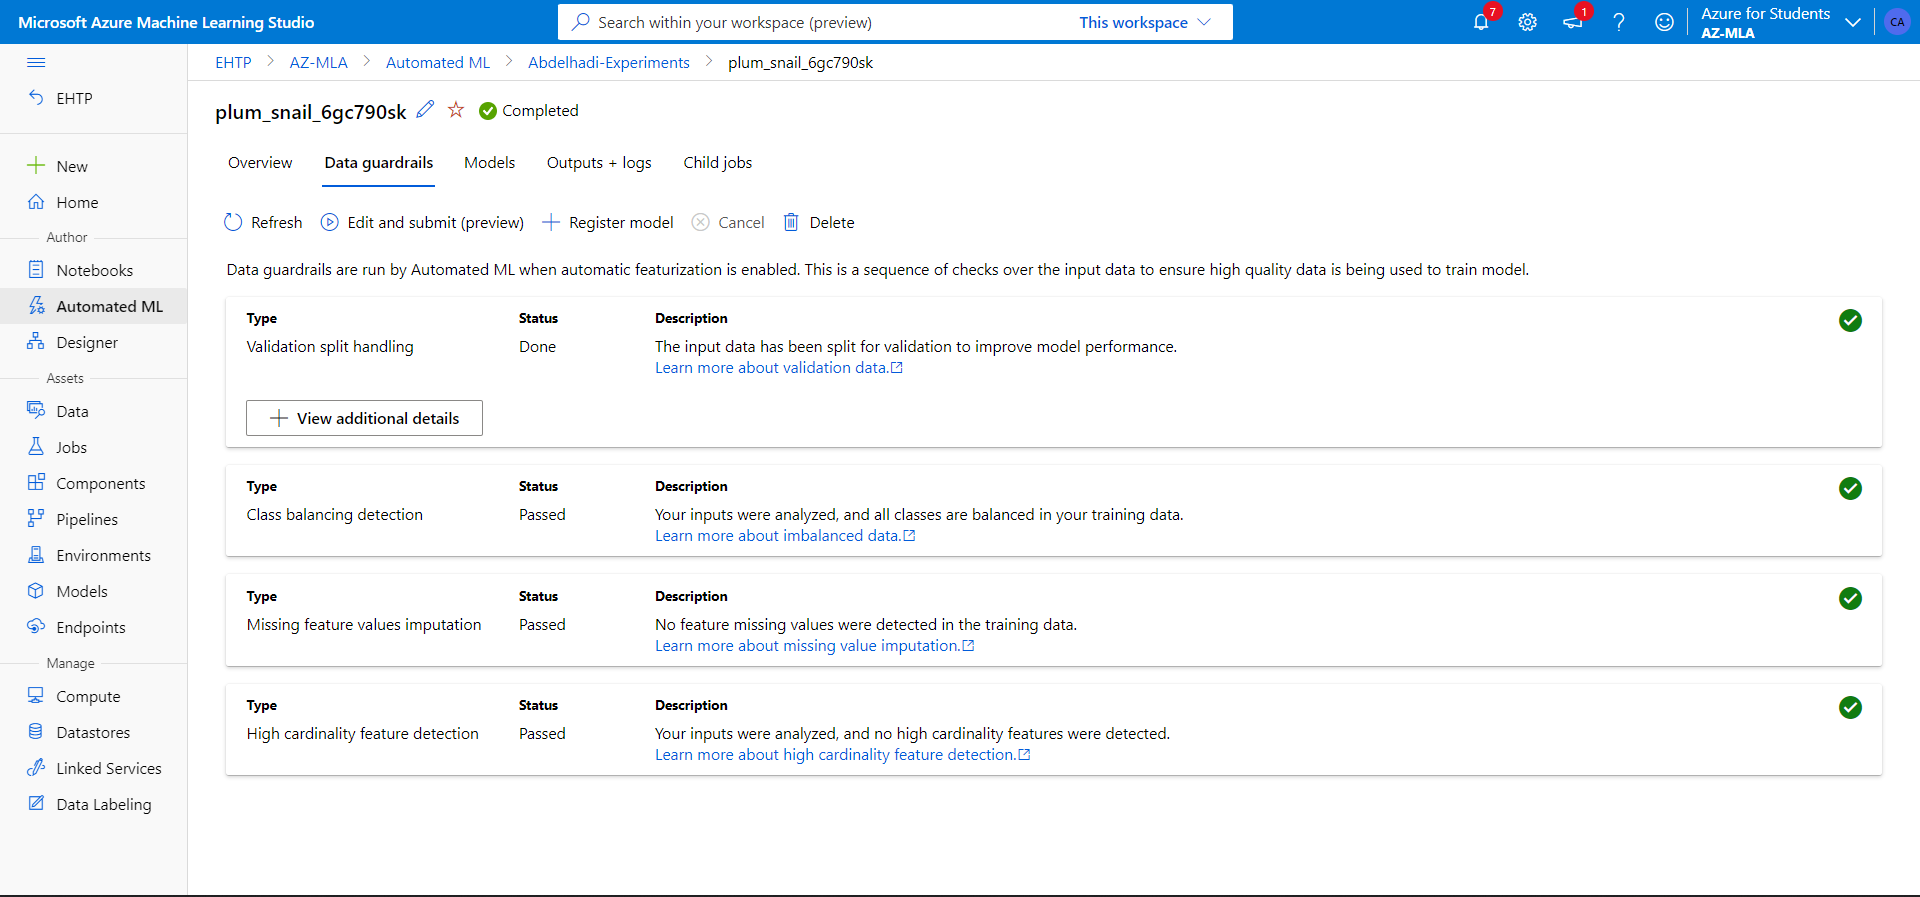 Microsoft Azure Machine Learning Studio
Search within your workspace (preview)
This workspace
7
1
Azure for Students
AZ-MLA
CA
EHTP
AZ-MLA
Automated ML
Abdelhadi-Experiments
plum_snail_6gc790sk
EHTP
New
Home
Author
Notebooks
Automated ML
Designer
Assets
Data
Jobs
Components
Pipelines
Environments
Models
Endpoints
Manage
Compute
Datastores
Linked Services
Data Labeling
plum_snail_6gc790sk
Completed
Overview
Data guardrails
Models
Outputs + logs
Child jobs
Refresh
Edit and submit (preview)
Register model
Cancel
Delete
Data guardrails are run by Automated ML when automatic featurization is enabled. This is a sequence of checks over the input data to ensure high quality data is being used to train model.
Type Status Description
Validation split handling Done The input data has been split for validation to improve model performance.
Learn more about validation data.
View additional details
Type Status Description
Class balancing detection Passed Your inputs were analyzed, and all classes are balanced in your training data.
Learn more about imbalanced data.
Type Status Description
Missing feature values imputation Passed No feature missing values were detected in the training data.
Learn more about missing value imputation.
Type Status Description
High cardinality feature detection Passed Your inputs were analyzed, and no high cardinality features were detected.
Learn more about high cardinality feature detection.